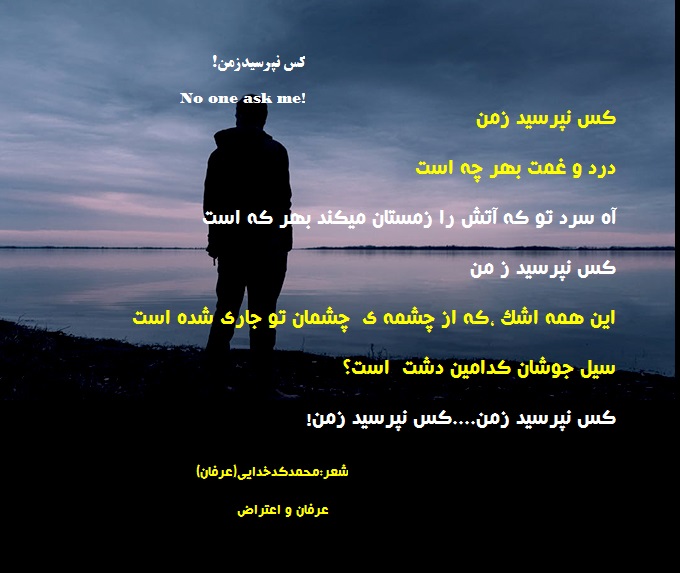 کس نپرسیدزمن!
No one ask me!
کس نپرسید زمن
درد و غمت بهر چه است
آه سرد تو که آتش را زمستان میکند بهر که است
کس نپرسید ز من
این همه اشک ،که از چشمه ی چشمان تو جاری شده است
سیل جوشان کدامین دشت است؟
کس نپرسید زمن....کس نپرسید زمن!
شعر:محمدکدخدایی(عرفان)
عرفان و اعتراض